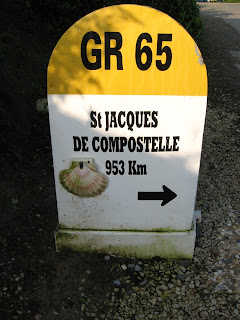 GR 65
St JACQUES
DE COMPOSTELLE
953 Km